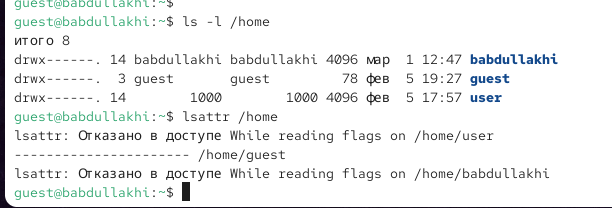 guest@babdullakhi:~$
guest@babdullakhi:~$ ls -l /home
итого 8
drwx------. 14 babdullakhi babdullakhi 4096 мар  1 12:47 babdullakhi
drwx------.  3 guest       guest         78 фев  5 19:27 guest
drwx------. 14        1000        1000 4096 фев  5 17:57 user
guest@babdullakhi:~$ lsattr /home
lsattr: Отказано в доступе While reading flags on /home/user
---------------------- /home/guest
lsattr: Отказано в доступе While reading flags on /home/babdullakhi
guest@babdullakhi:~$